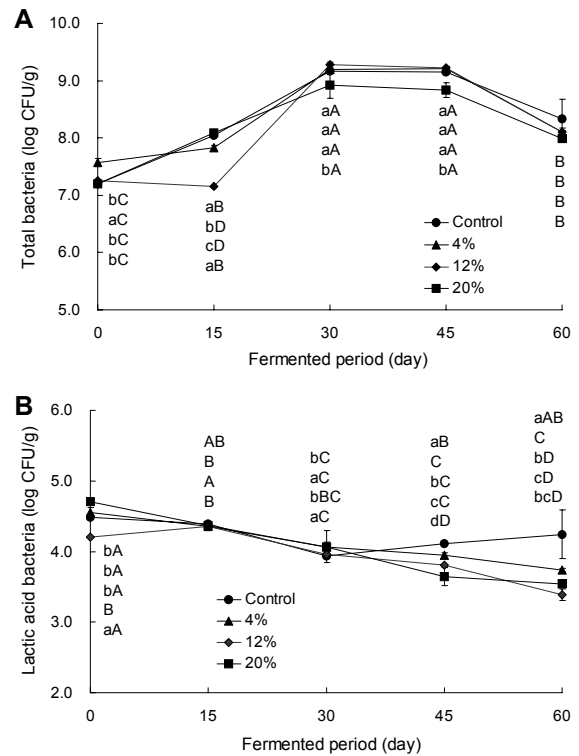 A
10.0
9.0
8.0
7.0
6.0
5.0
Total bacteria (log CFU/g)
bC
aC
bC
bC
aB
bD
cD
aB
aA
aA
aA
bA
aA
aA
aA
bA
B
B
B
B
Control
4%
12%
20%
0
15
30
45
60
Fermented period (day)
B
6.0
5.0
4.0
3.0
2.0
Lactic acid bacteria (log CFU/g)
bA
bA
bA
B
aA
AB
B
A
B
bC
aC
bBC
aC
aB
C
bC
cC
dD
aAB
C
bD
cD
bcD
Control
4%
12%
20%
0
15
30
45
60
Fermented period (day)